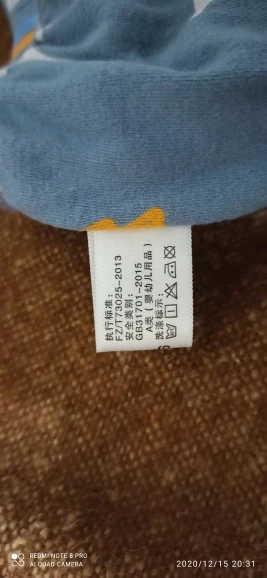 执行标准:
FZ/T73025-2013
安全类别:
GB31701-2015
A类(婴幼儿用品)
洗涤标示:
REDMI NOTE 8 PRO
AI QUAD CAMERA
2020/12/15 20:31